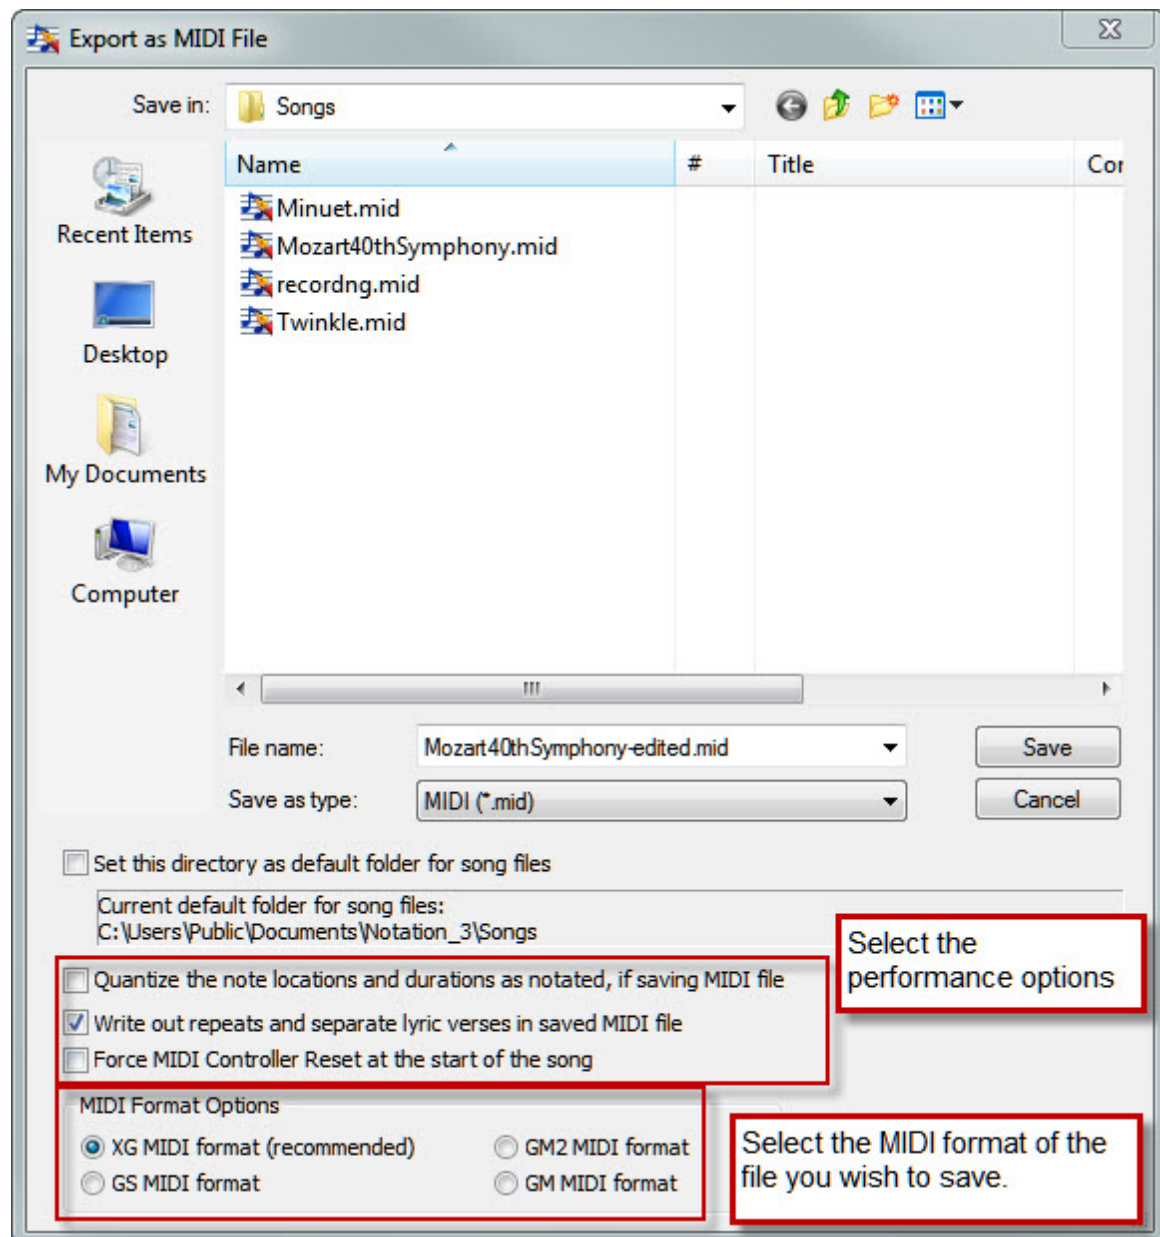 Export as MIDI File
Save in: Songs
Name # Title Cor
Recent Items
Desktop
My Documents
Computer
Minuet.mid
Mozart40thSymphony.mid
recordng.mid
Twinkle.mid
File name: Mozart40thSymphony-edited.mid Save
Save as type: MIDI (*.mid) Cancel
Set this directory as default folder for song files
Current default folder for song files:
C:\Users\Public\Documents\Notation_3\Songs
Select the
performance options
Quantize the note locations and durations as notated, if saving MIDI file
Write out repeats and separate lyric verses in saved MIDI file
Force MIDI Controller Reset at the start of the song
MIDI Format Options
XG MIDI format (recommended) GM2 MIDI format
GS MIDI format GM MIDI format
Select the MIDI format of the
file you wish to save.